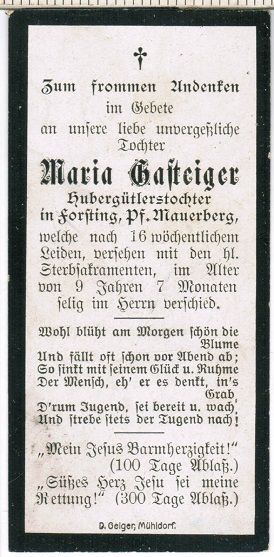 Zum frommen Andenken
im Gebete
an unsere liebe unvergeßliche
Tochter
Maria Gasteiger
Hubergütlerstochter
in Forsting, Pf. Mauerberg,
welche nach 16 wöchentlichem
Leiden, versehen mit den hl.
Sterbsakramenten, im Alter
von 9 Jahren 7 Monaten
selig im Herrn verschied.
Wohl blüht am Morgen schön die
Blume
Und fällt oft schon vor Abend ab;
So sinkt mit seinem Glück u. Ruhme
Der Mensch, eh' er es denkt, in's
Grab
D'rum Jugend, sei bereit u. wach,
Und strebe stets der Tugend nach!
„Mein Jesus Barmherzigkeit!"
(100 Tage Ablaß.)
„Süßes Herz Jesu sei meine
Rettung!" (300 Tage Ablaß.)
D. Geiger, Mühldorf.